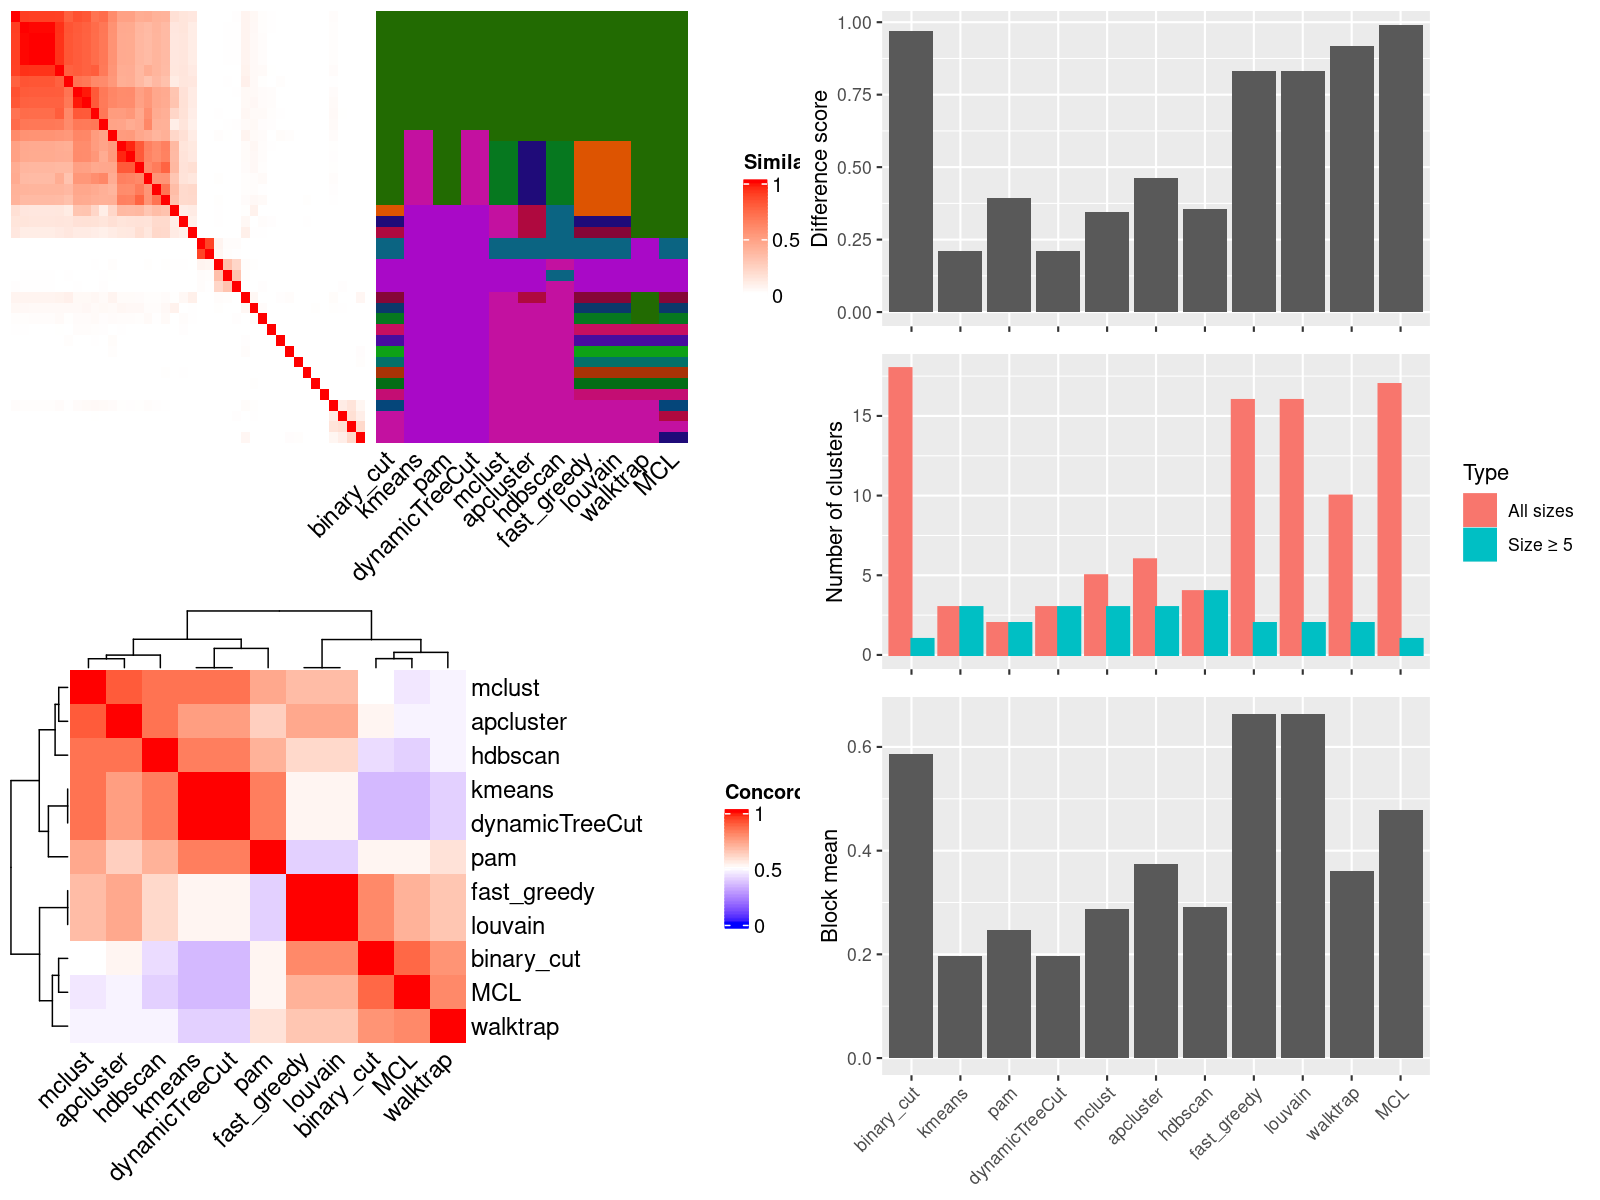 Simila
1
0.5
0
binary_cut
kmeans
pam
dynamicTreeCut
mclust
apcluster
hdbscan
fast_greedy
louvain
walktrap
MCL
Difference score
1.00
0.75
0.50
0.25
0.00
Number of clusters
15
10
5
0
Type
All sizes
Size ≥ 5
mclust
apcluster
hdbscan
kmeans
dynamicTreeCut
pam
fast_greedy
louvain
binary_cut
MCL
walktrap
mclust
apcluster
hdbscan
kmeans
dynamicTreeCut
pam
fast_greedy
louvain
binary_cut
MCL
walktrap
Concord
1
0.5
0
Block mean
0.6
0.4
0.2
0.0
binary_cut
kmeans
pam
dynamicTreeCut
mclust
apcluster
hdbscan
fast_greedy
louvain
walktrap
MCL